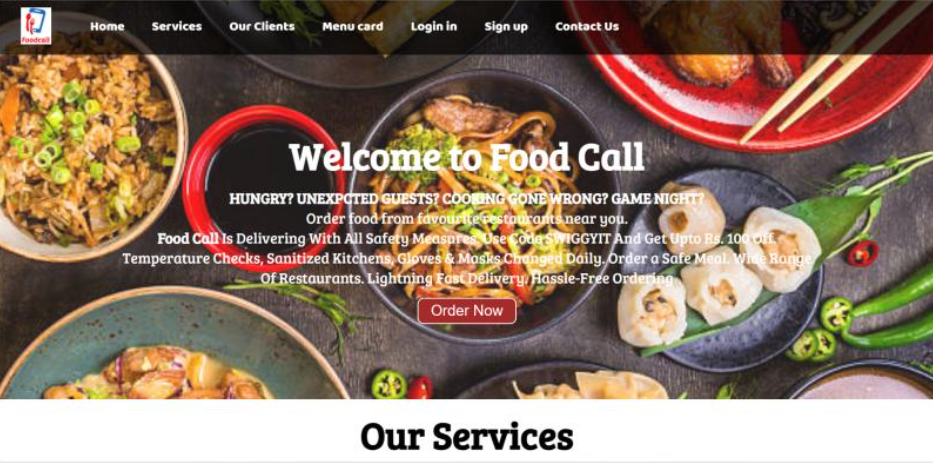 Foodcall
Home Services Our Clients Menu card Login in Sign up Contact Us
Welcome to Food Call
HUNGRY? UNEXPCTED GUESTS? COOKING GONE WRONG? GAME NIGHT?
Order food from favourite restaurants near you.
Food Call Is Delivering With All Safety Measures. Use Code SWIGGYIT And Get Upto Rs. 100 Off.
Temperature Checks, Sanitized Kitchens, Gloves & Masks Changed Daily. Order a Safe Meal. Wide Range
Of Restaurants. Lightning Fast Delivery. Hassle-Free Ordering
Order Now
Our Services